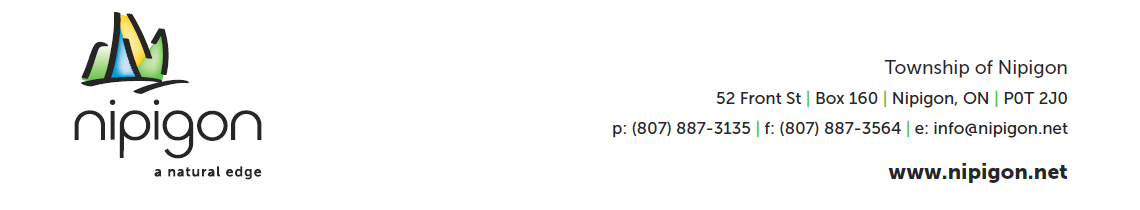 nipigon
a natural edge
Township of Nipigon
52 Front St | Box 160 | Nipigon, ON | P0T 2J0
p: (807) 887-3135 | f: (807) 887-3564 | e: info@nipigon.net
www.nipigon.net